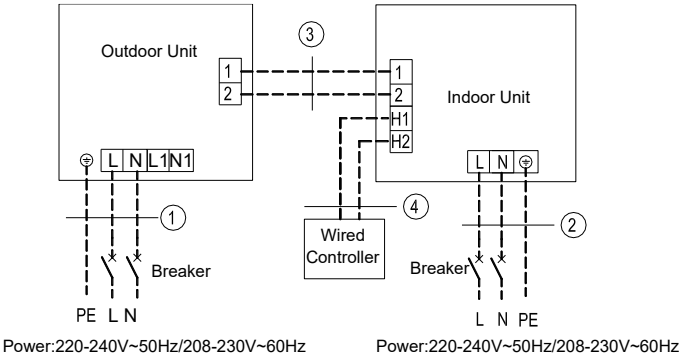 Outdoor Unit
1
2
L N L1 N1
3
1
2
H1
H2
Indoor Unit
L N
1
Breaker
PE L N
Power:220-240V~50Hz/208-230V~60Hz
4
Wired
Controller
2
Breaker
L N PE
Power:220-240V~50Hz/208-230V~60Hz